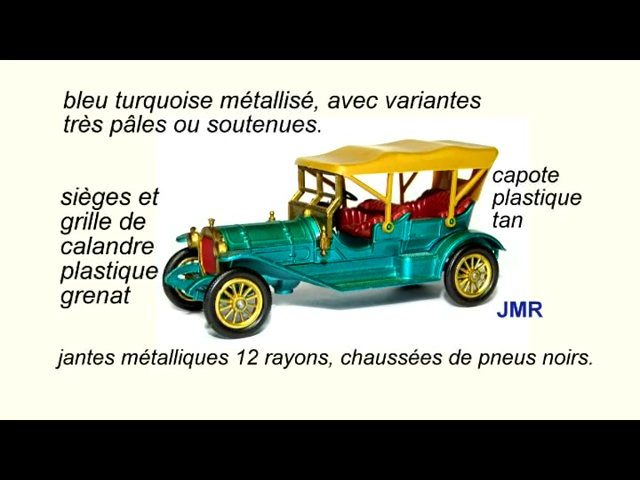 bleu turquoise métallisé, avec variantes
très pâles ou soutenues.
sièges et
grille de
calandre
plastique
grenat
capote
plastique
tan
JMR
jantes métalliques 12 rayons, chaussées de pneus noirs.